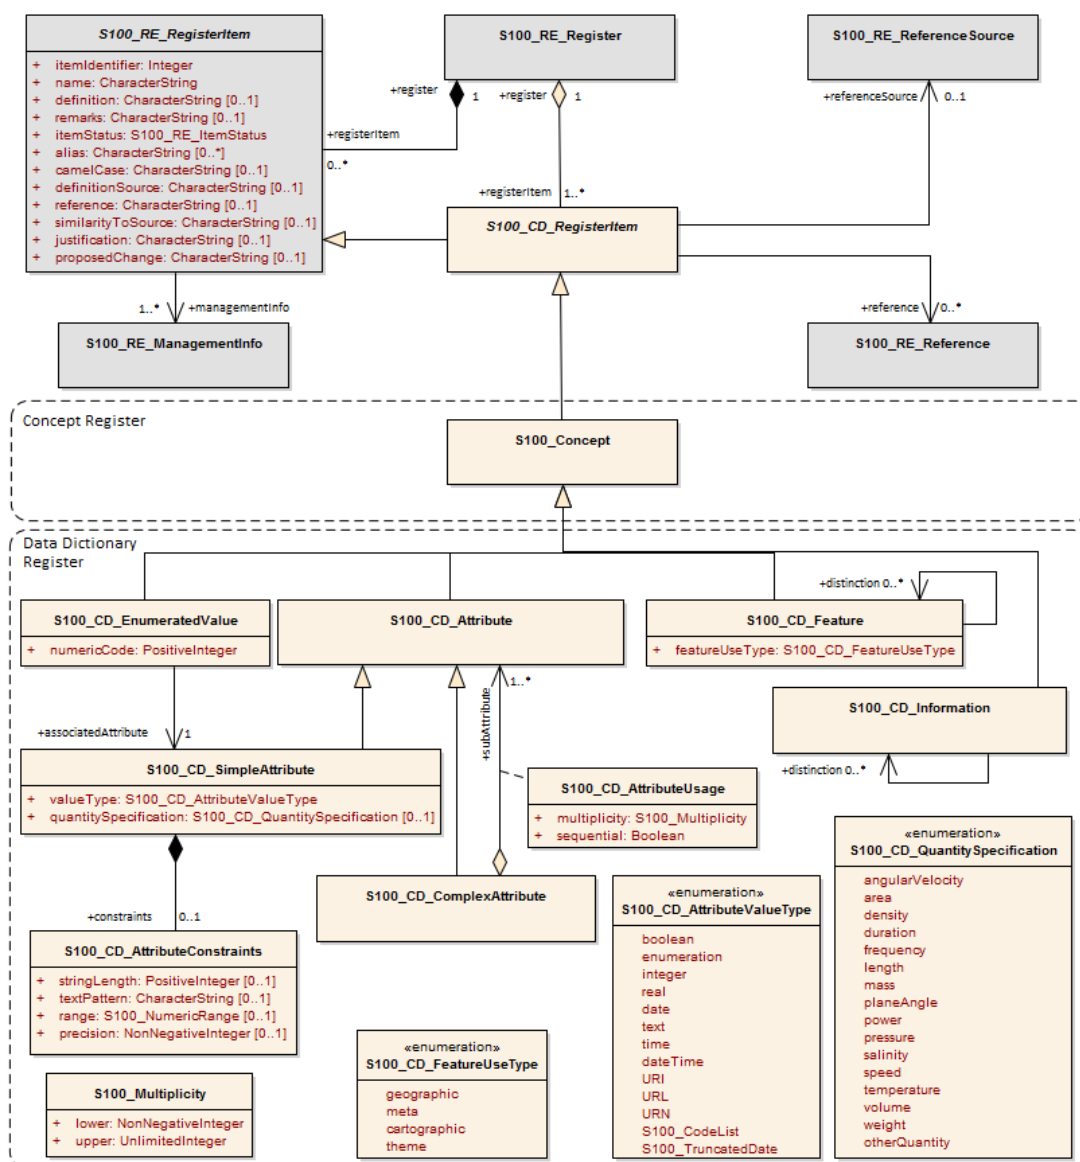 S100_RE_RegisterItem
+ itemIdentifier: Integer
+ name: CharacterString
+ definition: CharacterString [0..1]
+ remarks: CharacterString [0..1]
+ itemStatus: S100_RE_ItemStatus
+ alias: CharacterString [0..*]
+ camelCase: CharacterString [0..1]
+ definitionSource: CharacterString [0..1]
+ reference: CharacterString [0..1]
+ similarityToSource: CharacterString [0..1]
+ justification: CharacterString [0..1]
+ proposedChange: CharacterString [0..1]
S100_RE_Register
S100_RE_ReferenceSource
+register 1
+register 1
+referenceSource 0..1
+registerItem
0..*
+registerItem 1..*
S100_CD_RegisterItem
1..* +managementInfo
+reference 0..*
S100_RE_ManagementInfo
S100_RE_Reference
Concept Register
S100_Concept
Data Dictionary
Register
+distinction 0..*
S100_CD_EnumeratedValue
+ numericCode: PositiveInteger
S100_CD_Attribute
S100_CD_Feature
+ featureUseType: S100_CD_FeatureUseType
1..*
+subAttribute
S100_CD_Information
+associatedAttribute 1
+distinction 0..*
S100_CD_SimpleAttribute
+ valueType: S100_CD_AttributeValueType
+ quantitySpecification: S100_CD_QuantitySpecification [0..1]
S100_CD_AttributeUsage
+ multiplicity: S100_Multiplicity
+ sequential: Boolean
«enumeration»
S100_CD_QuantitySpecification
angularVelocity
area
density
duration
frequency
length
mass
planeAngle
power
pressure
salinity
speed
temperature
volume
weight
otherQuantity
S100_CD_ComplexAttribute
«enumeration»
S100_CD_AttributeValueType
boolean
enumeration
integer
real
date
text
time
dateTime
URI
URL
URN
S100_CodeList
S100_TruncatedDate
+constraints 0..1
S100_CD_AttributeConstraints
+ stringLength: PositiveInteger [0..1]
+ textPattern: CharacterString [0..1]
+ range: S100_NumericRange [0..1]
+ precision: NonNegativeInteger [0..1]
«enumeration»
S100_CD_FeatureUseType
geographic
meta
cartographic
theme
S100_Multiplicity
+ lower: NonNegativeInteger
+ upper: UnlimitedInteger